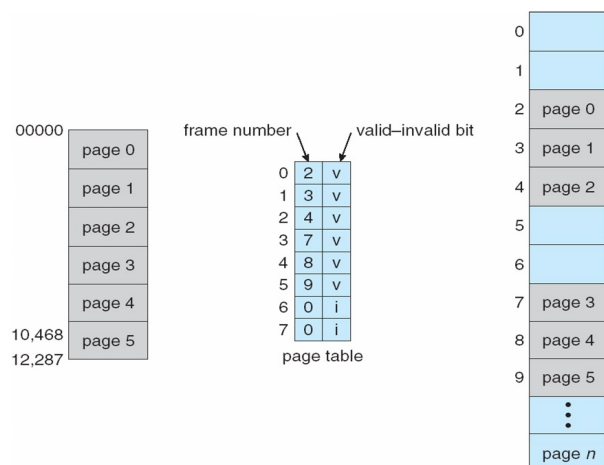 00000
page 0
page 1
page 2
page 3
page 4
page 5
10,468
12,287
frame number
valid–invalid bit
0 2 v
1 3 v
2 4 v
3 7 v
4 8 v
5 9 v
6 0 i
7 0 i
page table
0
1
2 page 0
3 page 1
4 page 2
5
6
7 page 3
8 page 4
9 page 5
page n